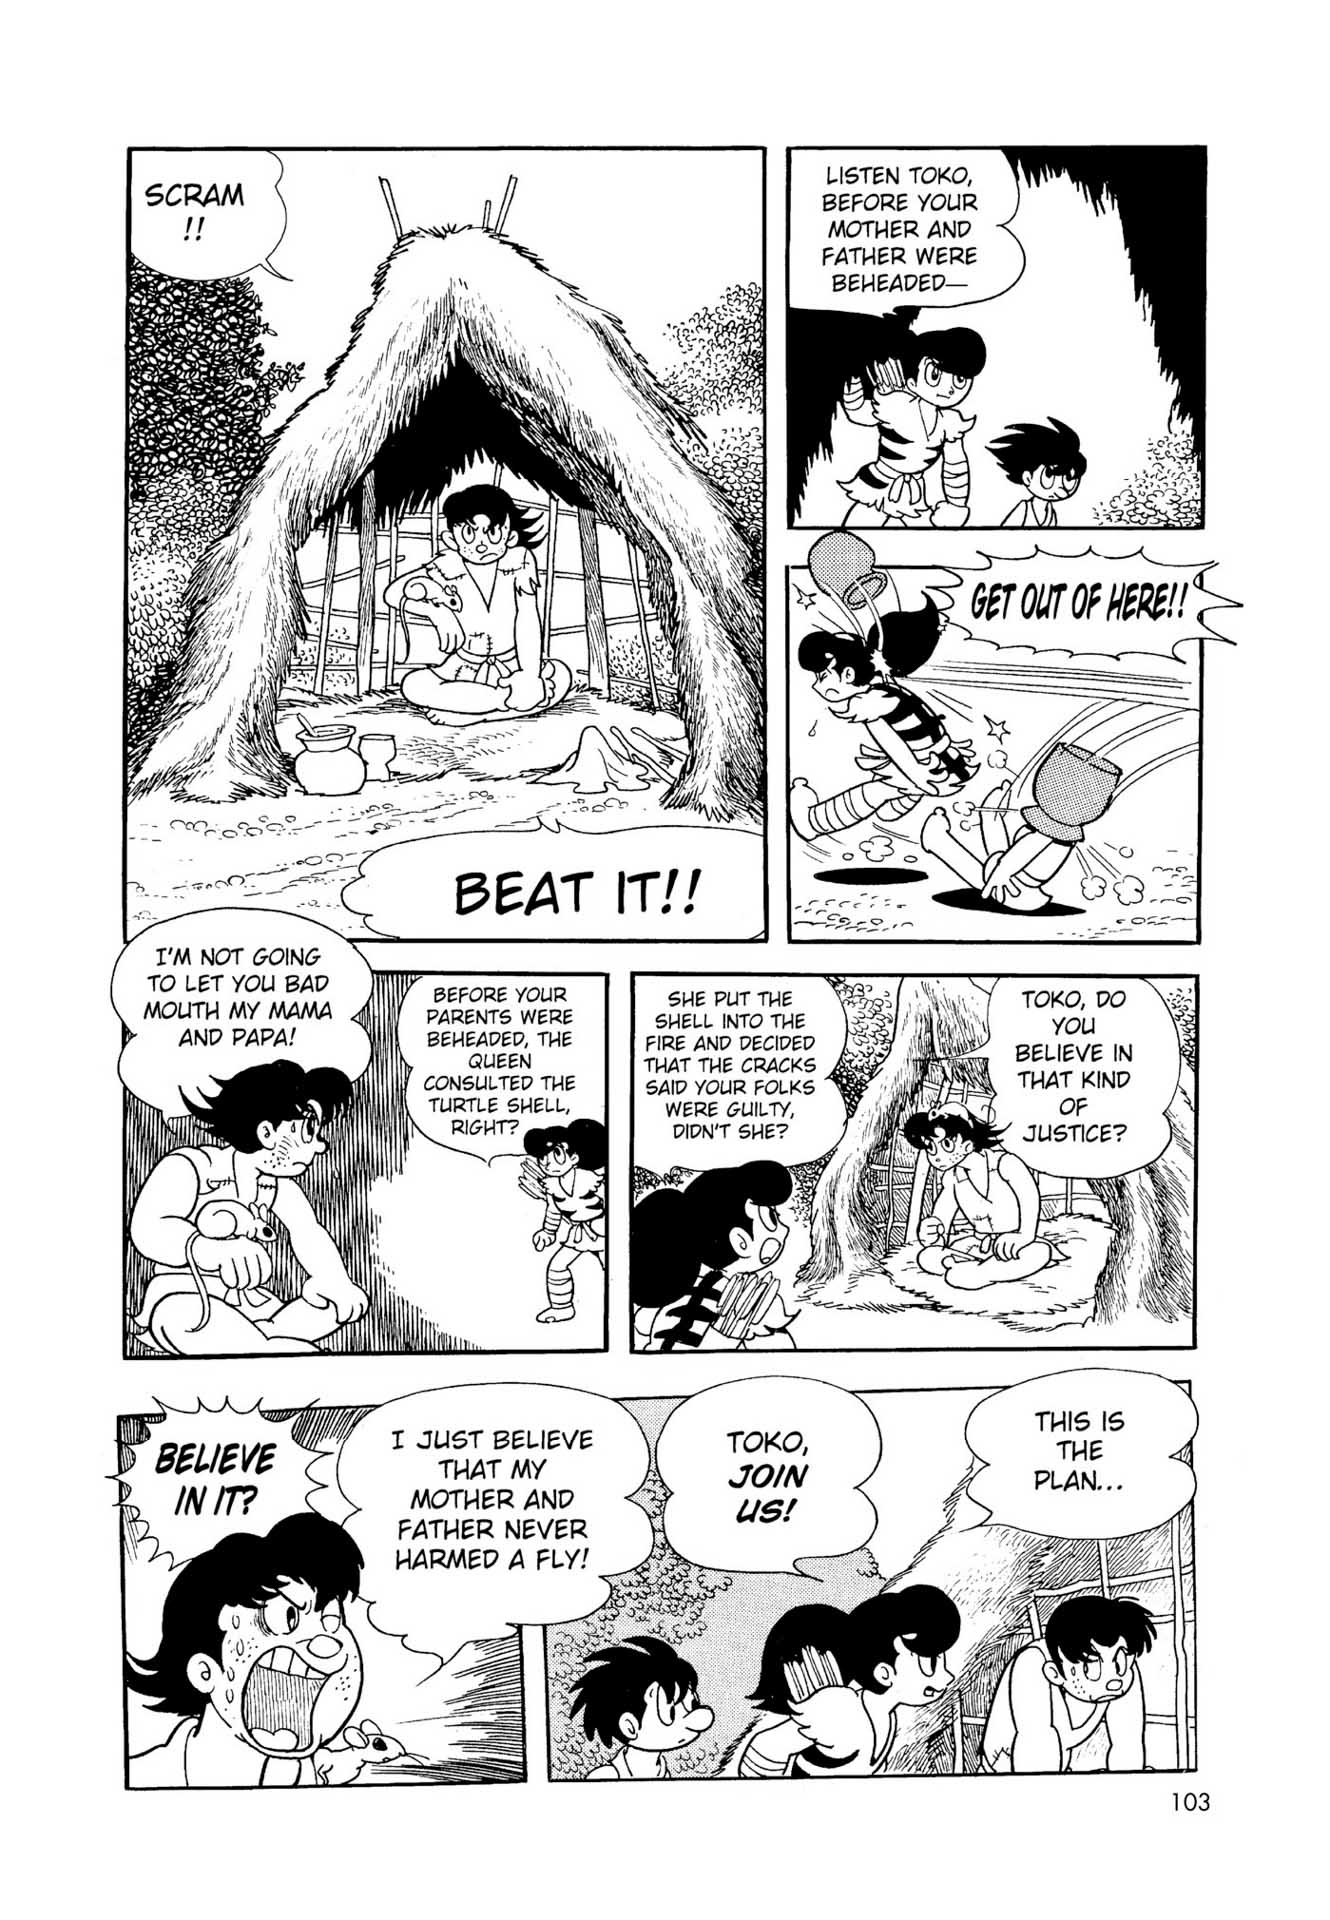 SCRAM
!!
BEAT IT!!
LISTEN TOKO,
BEFORE YOUR
MOTHER AND
FATHER WERE
BEHEADED—
GET OUT OF HERE!!
I'M NOT GOING
TO LET YOU BAD
MOUTH MY MAMA
AND PAPA!
BEFORE YOUR
PARENTS WERE
BEHEADED, THE
QUEEN
CONSULTED THE
TURTLE SHELL,
RIGHT?
SHE PUT THE
SHELL INTO THE
FIRE AND DECIDED
THAT THE CRACKS
SAID YOUR FOLKS
WERE GUILTY,
DIDN'T SHE?
TOKO, DO
YOU
BELIEVE IN
THAT KIND
OF
JUSTICE?
BELIEVE
IN IT?
I JUST BELIEVE
THAT MY
MOTHER AND
FATHER NEVER
HARMED A FLY!
TOKO,
JOIN
US!
THIS IS
THE
PLAN...
103